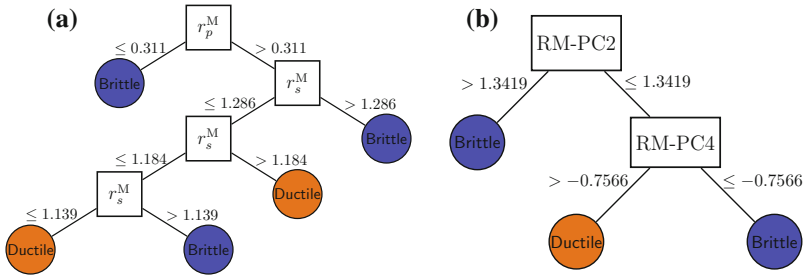 (a)
r_p^M
≤ 0.311
> 0.311
Brittle
r_s^M
≤ 1.286
> 1.286
r_s^M
Brittle
≤ 1.184
> 1.184
r_s^M
Ductile
≤ 1.139
> 1.139
Ductile
Brittle
(b)
RM-PC2
> 1.3419
≤ 1.3419
Brittle
RM-PC4
> −0.7566
≤ −0.7566
Ductile
Brittle